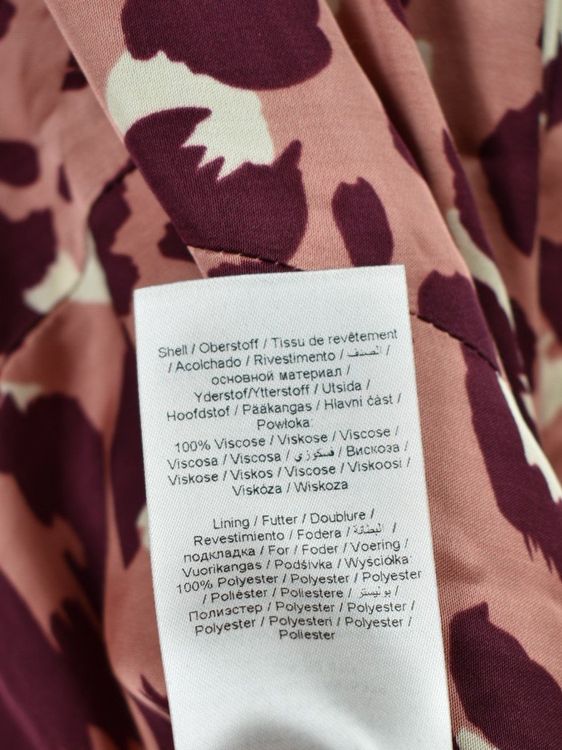 Shell / Oberstoff / Tissu de revêtement
/ Acolchado / Rivestimento / الصدف /
основной материал /
Yderstof/Ytterstoff / Utsida /
Hoofdstof / Pääkangas / Hlavní část /
Powłoka:
100% Viscose / Viskose / Viscose /
Viscosa / Viscosa / فسكوزي / Вискоза /
Viskose / Viskos / Viscose / Viskoosi /
Viskóza / Wiskoza
Lining / Futter / Doublure /
Revestimiento / Fodera / البطانة /
подкладка / For / Foder / Voering /
Vuorikangas / Podšívka / Wyściółka:
100% Polyester / Polyester / Polyester
/ Poliéster / Poliestere / بوليستر /
Полиэстер / Polyester / Polyester /
Polyester / Polyesteri / Polyester /
Poliester